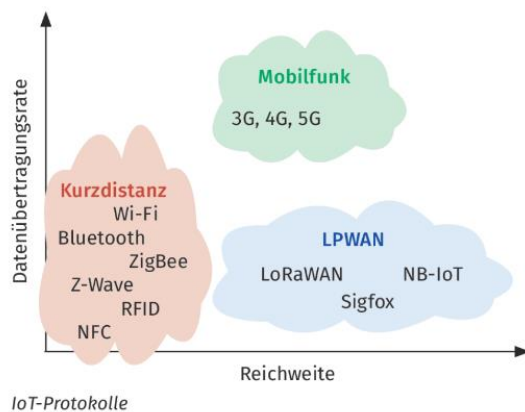 Datenübertragungsrate
Mobilfunk
3G, 4G, 5G
Kurzdistanz
Wi-Fi
Bluetooth
ZigBee
Z-Wave
RFID
NFC
LPWAN
LoRaWAN
NB-IoT
Sigfox
Reichweite
IoT-Protokolle